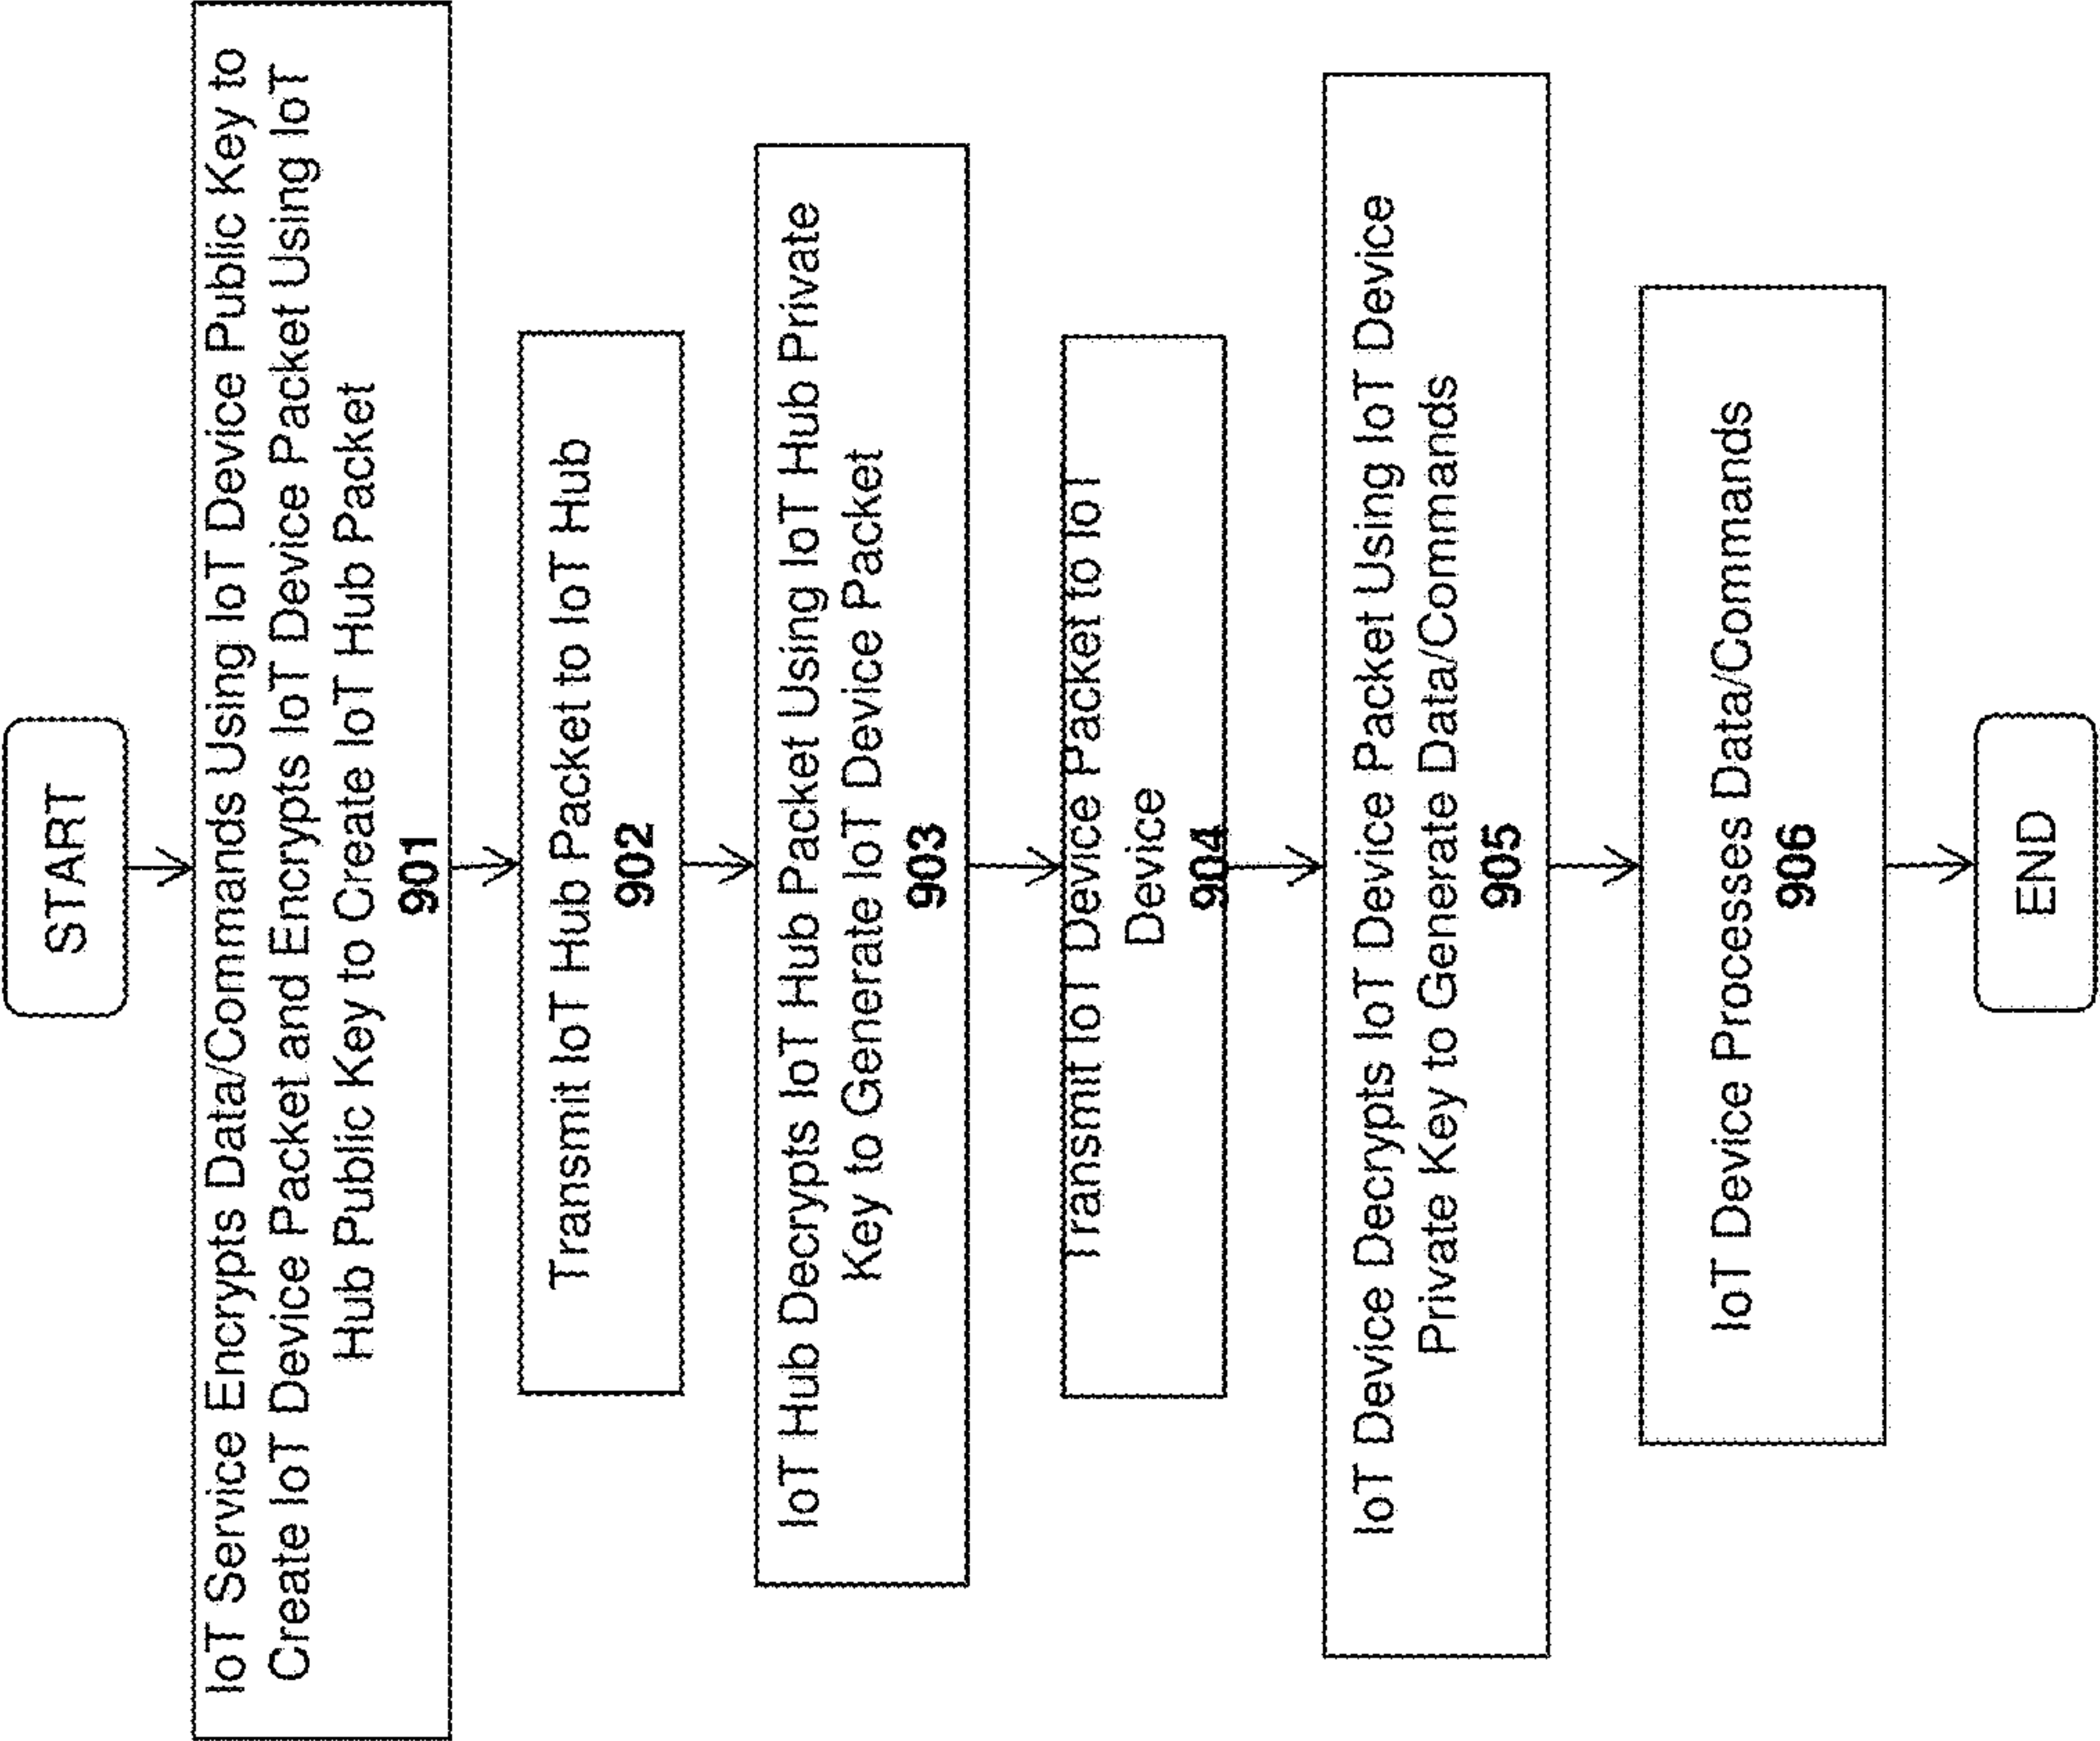 START
IoT Service Encrypts Data/Commands Using IoT Device Public Key to
Create IoT Device Packet and Encrypts IoT Device Packet Using IoT
Hub Public Key to Create IoT Hub Packet
901
Transmit IoT Hub Packet to IoT Hub
902
IoT Hub Decrypts IoT Hub Packet Using IoT Hub Private
Key to Generate IoT Device Packet
903
Transmit IoT Device Packet to IoT
Device
904
IoT Device Decrypts IoT Device Packet Using IoT Device
Private Key to Generate Data/Commands
905
IoT Device Processes Data/Commands
906
END